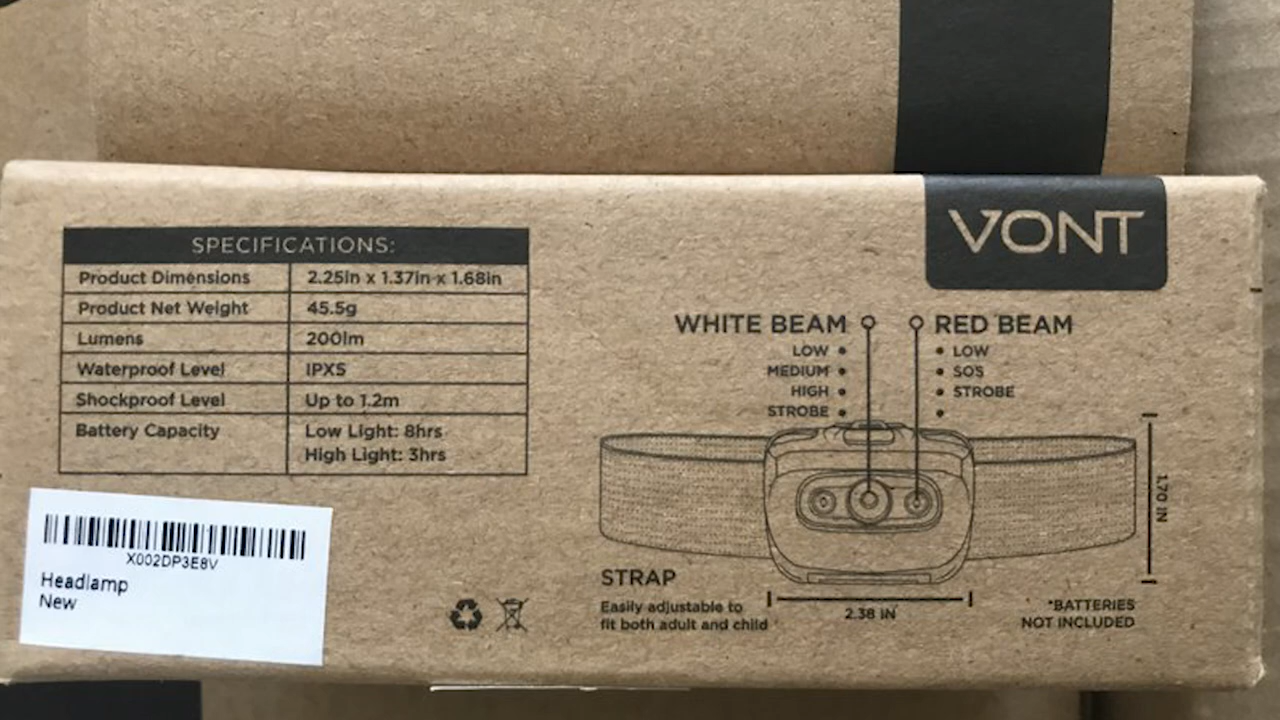 VONT
SPECIFICATIONS:
Product Dimensions 2.25in x 1.37in x 1.68in
Product Net Weight 45.5g
Lumens 200lm
Waterproof Level IPX5
Shockproof Level Up to 1.2m
Battery Capacity Low Light: 8hrs
High Light: 3hrs
WHITE BEAM
LOW
MEDIUM
HIGH
STROBE
RED BEAM
LOW
SOS
STROBE
1.70 IN
STRAP
Easily adjustable to
fit both adult and child
2.38 IN
*BATTERIES
NOT INCLUDED
X002DP3E8V
Headlamp
New